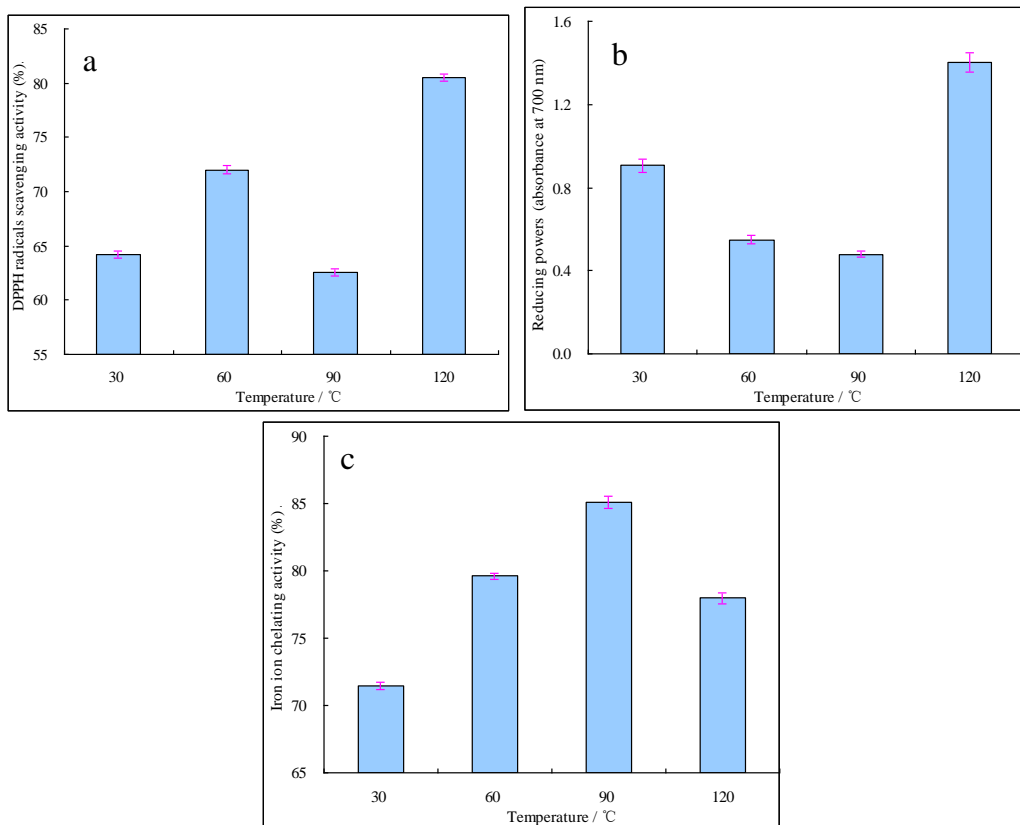 a
DPPH radicals scavenging activity (%).
85
80
75
70
65
60
55
30 60 90 120
Temperature / ℃
b
Reducing powers (absorbance at 700 nm)
1.6
1.2
0.8
0.4
0.0
30 60 90 120
Temperature / ℃
c
Iron ion chelating activity (%).
90
85
80
75
70
65
30 60 90 120
Temperature / ℃